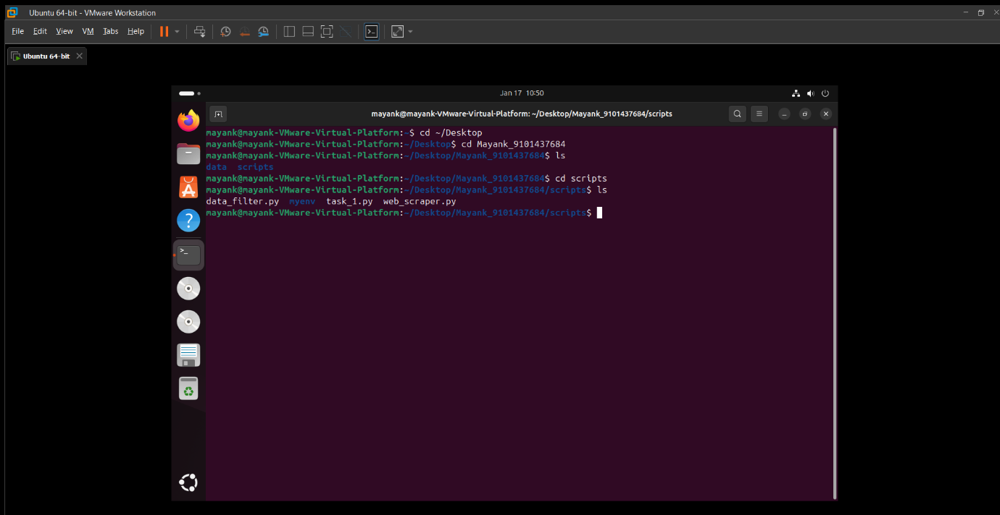 Ubuntu 64-bit - VMware Workstation
File Edit View VM Tabs Help
Ubuntu 64-bit
Jan 17 10:50
mayank@mayank-VMware-Virtual-Platform: ~/Desktop/Mayank_9101437684/scripts
mayank@mayank-VMware-Virtual-Platform:~$ cd ~/Desktop
mayank@mayank-VMware-Virtual-Platform:~/Desktop$ cd Mayank_9101437684
mayank@mayank-VMware-Virtual-Platform:~/Desktop/Mayank_9101437684$ ls
data scripts
mayank@mayank-VMware-Virtual-Platform:~/Desktop/Mayank_9101437684$ cd scripts
mayank@mayank-VMware-Virtual-Platform:~/Desktop/Mayank_9101437684/scripts$ ls
data_filter.py myenv task_1.py web_scraper.py
mayank@mayank-VMware-Virtual-Platform:~/Desktop/Mayank_9101437684/scripts$